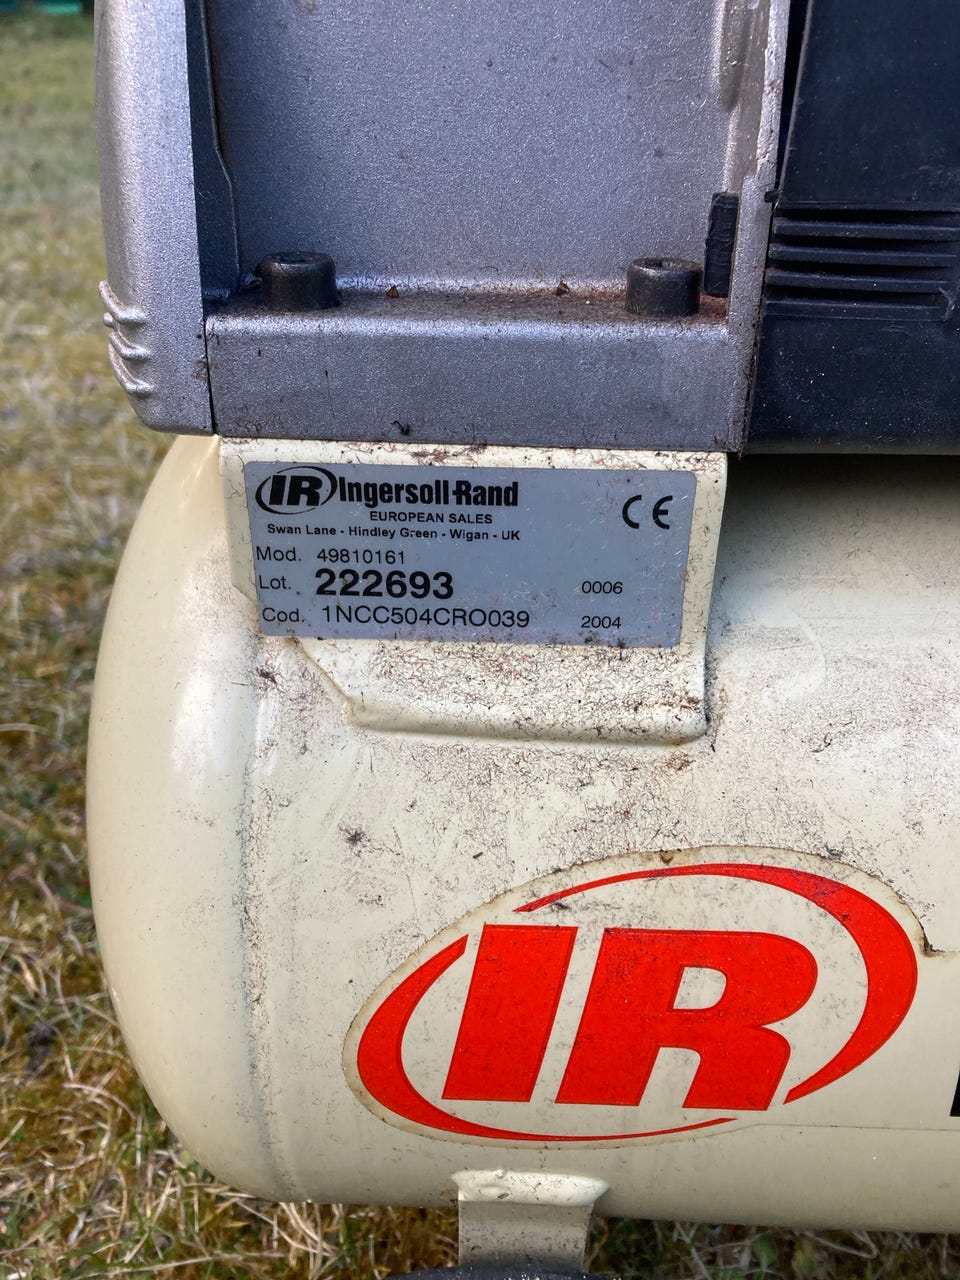 IR Ingersoll-Rand
EUROPEAN SALES
Swan Lane - Hindley Green - Wigan - UK
CE
Mod. 49810161
Lot. 222693 0006
Cod. 1NCC504CRO039 2004
IR